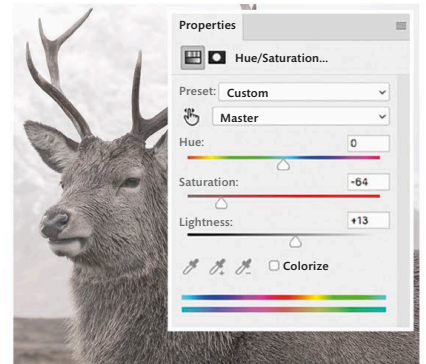 Properties
Hue/Saturation...
Preset: Custom
Master
Hue: 0
Saturation: -64
Lightness: +13
Colorize